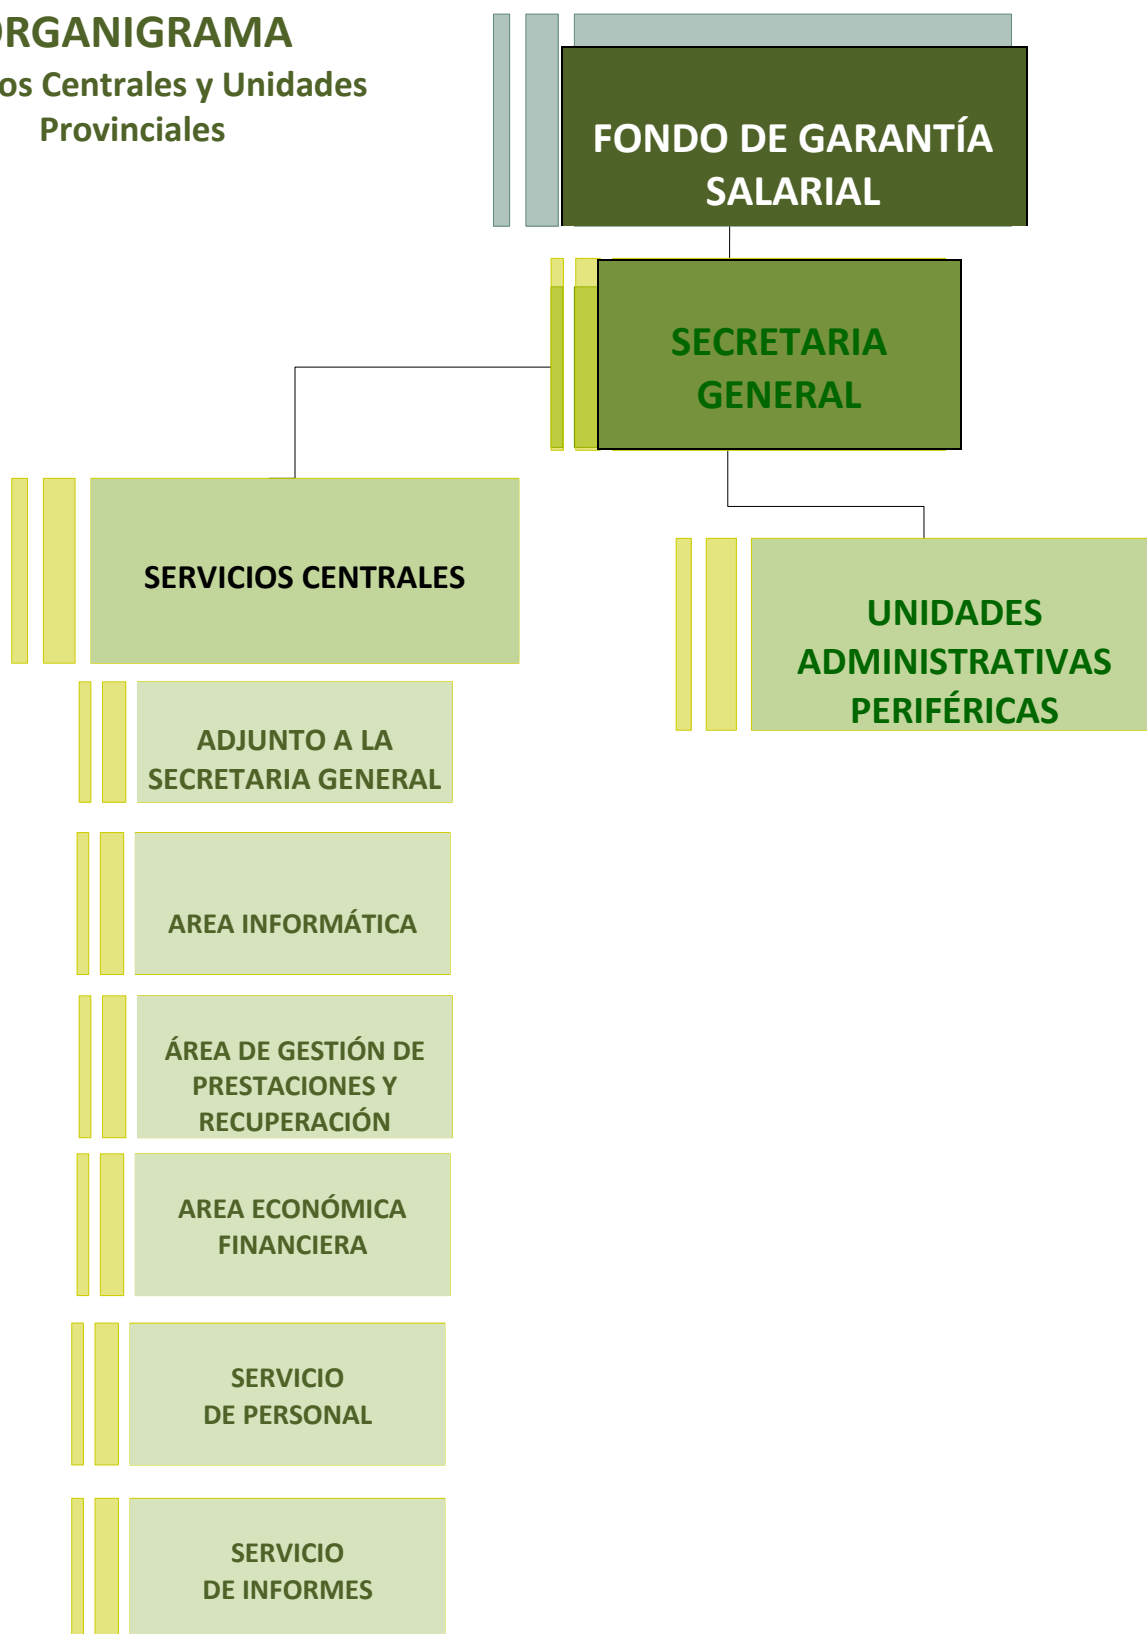 ORGANIGRAMA
os Centrales y Unidades
Provinciales
FONDO DE GARANTÍA
SALARIAL
SECRETARIA
GENERAL
SERVICIOS CENTRALES
UNIDADES
ADMINISTRATIVAS
PERIFÉRICAS
ADJUNTO A LA
SECRETARIA GENERAL
AREA INFORMÁTICA
ÁREA DE GESTIÓN DE
PRESTACIONES Y
RECUPERACIÓN
AREA ECONÓMICA
FINANCIERA
SERVICIO
DE PERSONAL
SERVICIO
DE INFORMES